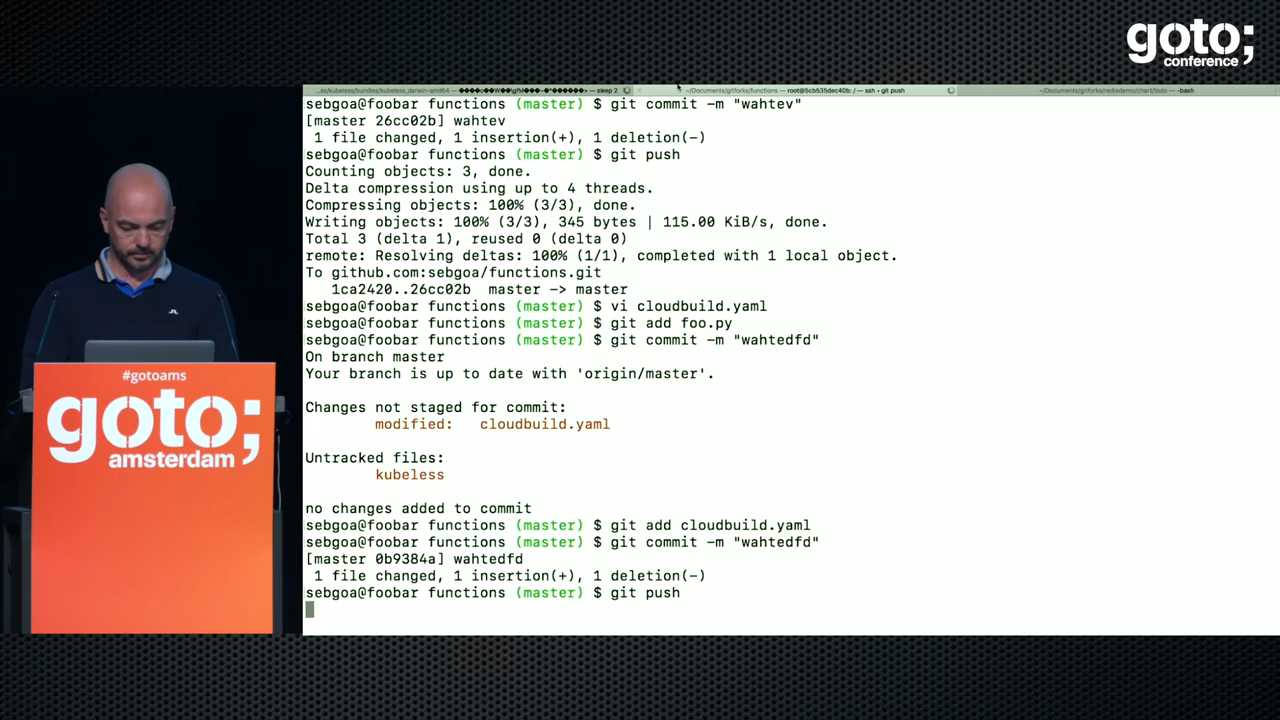 goto;
conference
sebgoa@foobar functions (master) $ git commit -m "wahtev"
[master 26cc02b] wahtev
1 file changed, 1 insertion(+), 1 deletion(-)
sebgoa@foobar functions (master) $ git push
Counting objects: 3, done.
Delta compression using up to 4 threads.
Compressing objects: 100% (3/3), done.
Writing objects: 100% (3/3), 345 bytes | 115.00 KiB/s, done.
Total 3 (delta 1), reused 0 (delta 0)
remote: Resolving deltas: 100% (1/1), completed with 1 local object.
To github.com:sebgoa/functions.git
1ca2420..26cc02b master -> master
sebgoa@foobar functions (master) $ vi cloudbuild.yaml
sebgoa@foobar functions (master) $ git add foo.py
sebgoa@foobar functions (master) $ git commit -m "wahtedfd"
On branch master
Your branch is up to date with 'origin/master'.
Changes not staged for commit:
modified: cloudbuild.yaml
Untracked files:
kubeless
no changes added to commit
sebgoa@foobar functions (master) $ git add cloudbuild.yaml
sebgoa@foobar functions (master) $ git commit -m "wahtedfd"
[master 0b9384a] wahtedfd
1 file changed, 1 insertion(+), 1 deletion(-)
sebgoa@foobar functions (master) $ git push
#gotoams
goto;
amsterdam